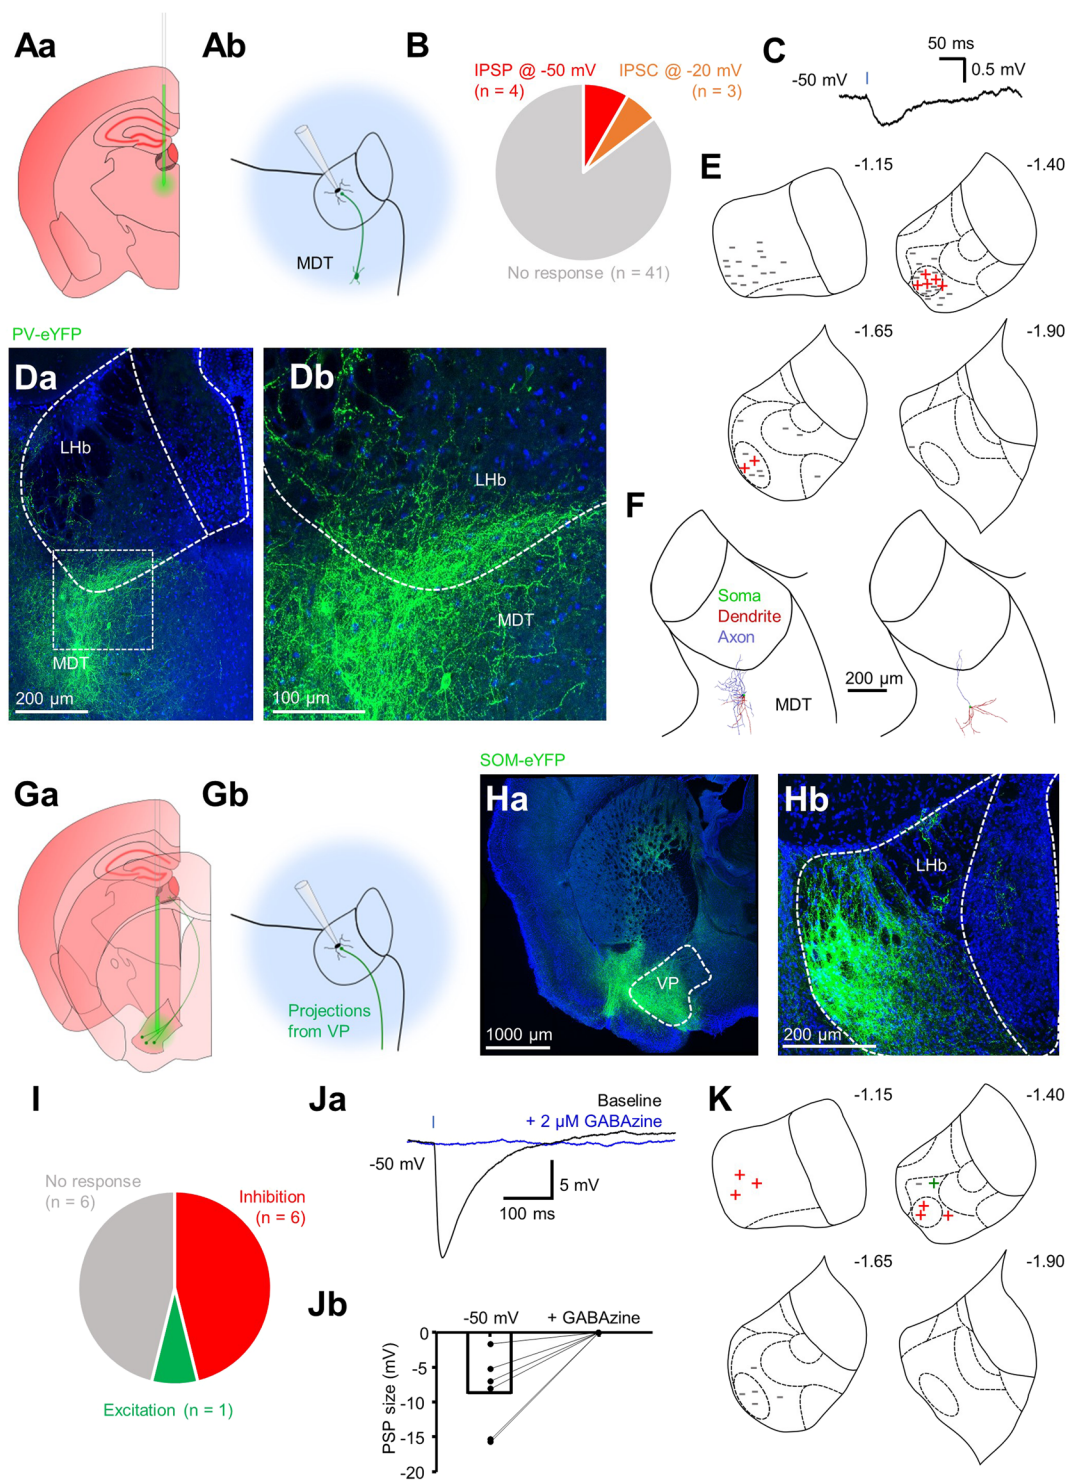 Aa
Ab
B
C
IPSP @ -50 mV
(n = 4)
IPSC @ -20 mV
(n = 3)
No response (n = 41)
50 ms
0.5 mV
-50 mV
MDT
E
-1.15
-1.40
-1.65
-1.90
PV-eYFP
Da
LHb
MDT
200 µm
Db
LHb
MDT
100 µm
F
Soma
Dendrite
Axon
200 µm
MDT
Ga
Gb
Projections
from VP
SOM-eYFP
Ha
VP
1000 µm
Hb
LHb
200 µm
I
No response
(n = 6)
Inhibition
(n = 6)
Excitation (n = 1)
Ja
Baseline
+ 2 µM GABAzine
-50 mV
5 mV
100 ms
Jb
-50 mV
+ GABAzine
PSP size (mV)
0
-5
-10
-15
-20
K
-1.15
-1.40
-1.65
-1.90